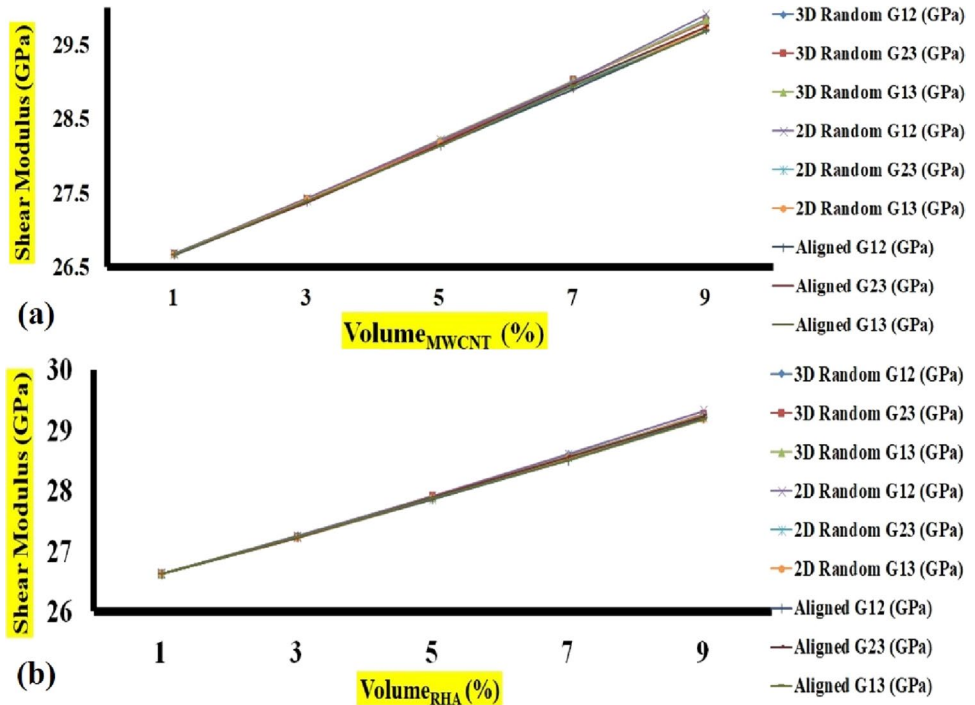 Shear Modulus (GPa)
29.5
28.5
27.5
26.5
1 3 5 7 9
(a)
Volume_MWCNT (%)
3D Random G12 (GPa)
3D Random G23 (GPa)
3D Random G13 (GPa)
2D Random G12 (GPa)
2D Random G23 (GPa)
2D Random G13 (GPa)
Aligned G12 (GPa)
Aligned G23 (GPa)
Aligned G13 (GPa)
Shear Modulus (GPa)
30
29
28
27
26
1 3 5 7 9
(b)
Volume_RHA (%)
3D Random G12 (GPa)
3D Random G23 (GPa)
3D Random G13 (GPa)
2D Random G12 (GPa)
2D Random G23 (GPa)
2D Random G13 (GPa)
Aligned G12 (GPa)
Aligned G23 (GPa)
Aligned G13 (GPa)